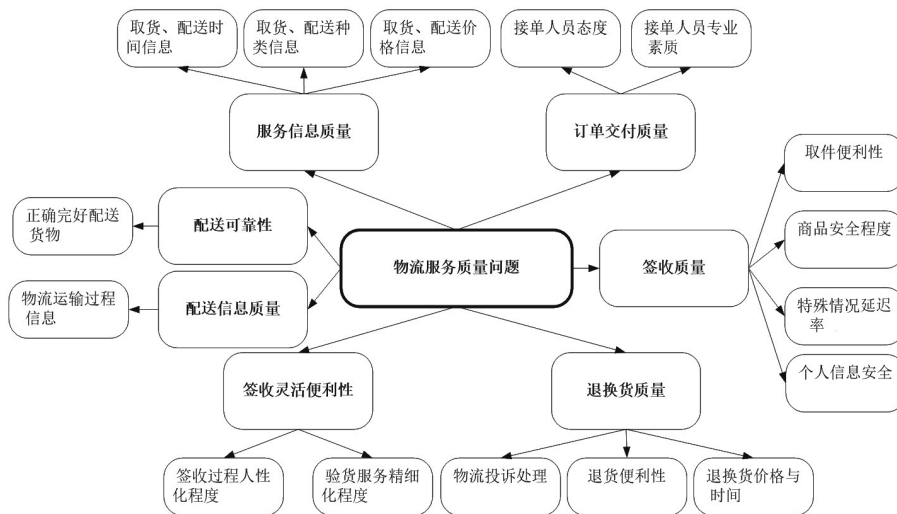 取货、配送时
间信息
取货、配送种
类信息
取货、配送价
格信息
接单人员态度
接单人员专业
素质
服务信息质量
订单交付质量
取件便利性
正确完好配送
货物
配送可靠性
物流服务质量问题
签收质量
商品安全程度
物流运输过程
信息
配送信息质量
特殊情况延迟
率
个人信息安全
签收灵活便利性
退换货质量
签收过程人性
化程度
验货服务精细
化程度
物流投诉处理
退货便利性
退换货价格与
时间